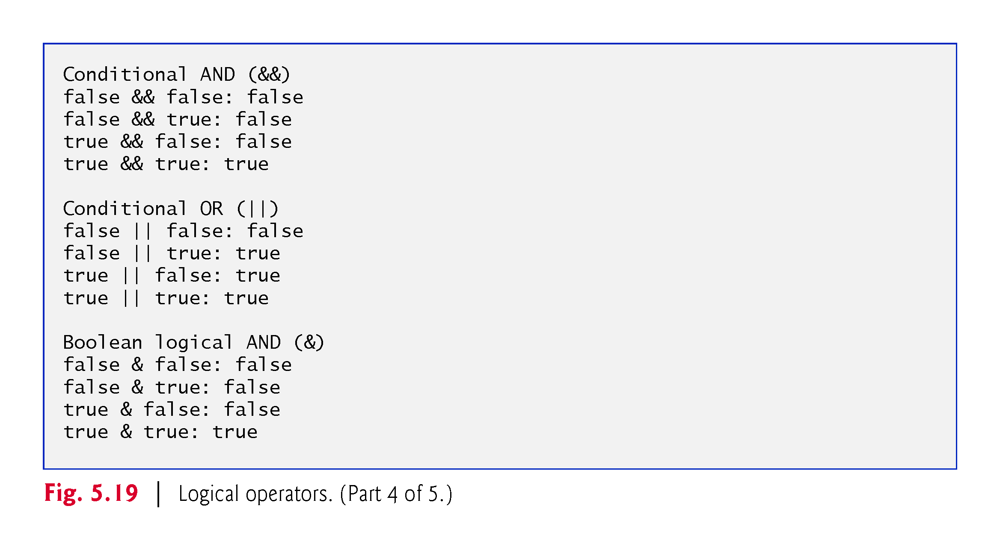 Conditional AND (&&)
false && false: false
false && true: false
true && false: false
true && true: true
Conditional OR (||)
false || false: false
false || true: true
true || false: true
true || true: true
Boolean logical AND (&)
false & false: false
false & true: false
true & false: false
true & true: true
Fig. 5.19 | Logical operators. (Part 4 of 5.)